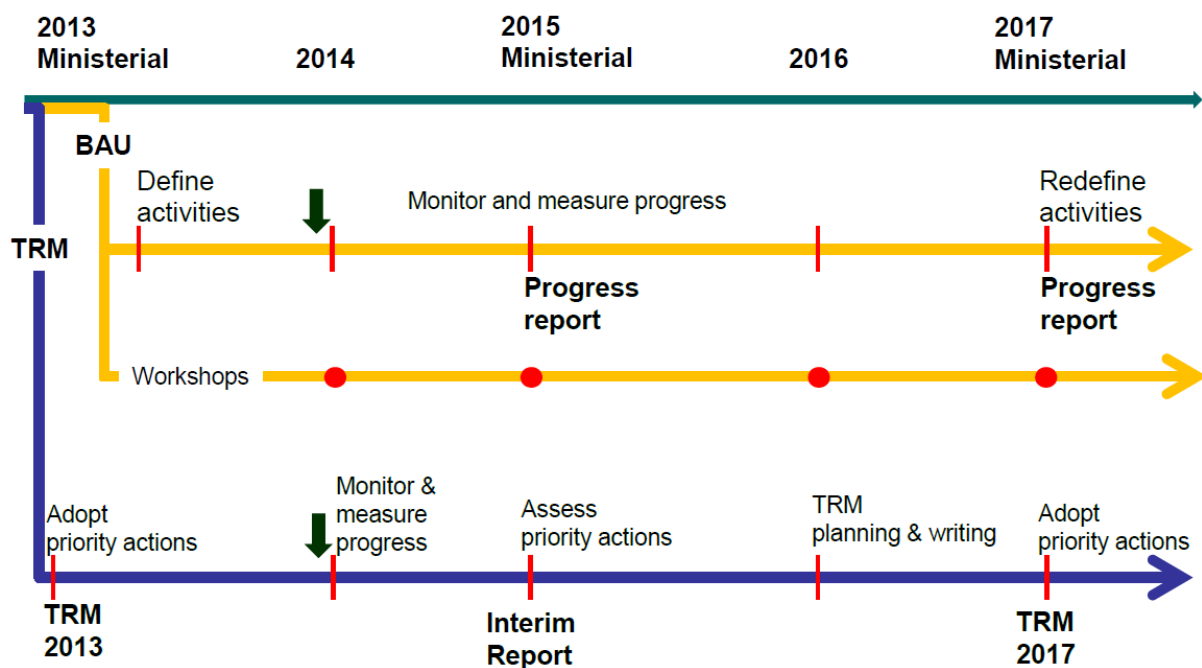 2013
Ministerial
2014
2015
Ministerial
2016
2017
Ministerial
BAU
Define
activities
Monitor and measure progress
Redefine
activities
TRM
Progress
report
Progress
report
Workshops
Adopt
priority actions
Monitor &
measure
progress
Assess
priority actions
TRM
planning & writing
Adopt
priority actions
TRM
2013
Interim
Report
TRM
2017